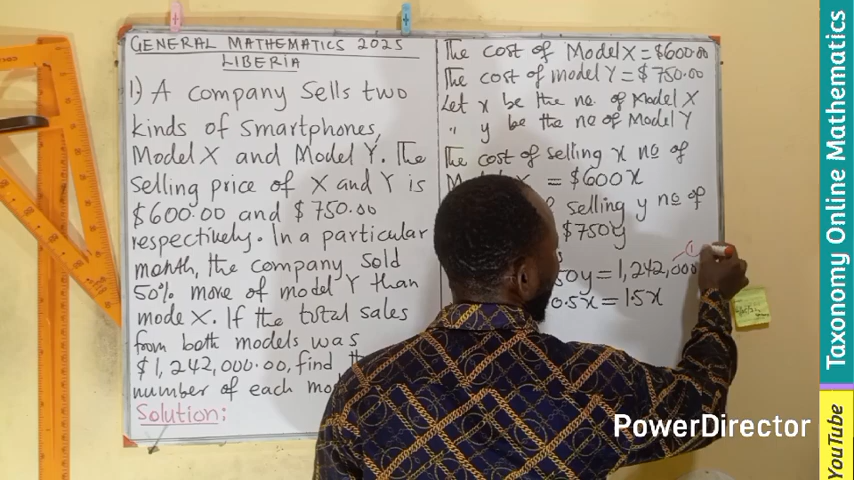 GENERAL MATHEMATICS 2025
LIBERIA
1) A company sells two
kinds of smartphones,
Model X and Model Y. The
selling price of X and Y is
$600.00 and $750.00
respectively. In a particular
month, the company sold
50% more of model Y than
mode X. If the total sales
from both models was
$1,242,000.00, find
number of each
Solution:
The cost of Model X = $600.00
The cost of model Y = $750.00
Let x be the no. of Model X
" y be the no of Model Y
The cost of selling x no of
= $600x
selling y no of
$750y
50y = 1,242,000
0.5x = 1.5x
PowerDirector
Taxonomy Online Mathematics
YouTube